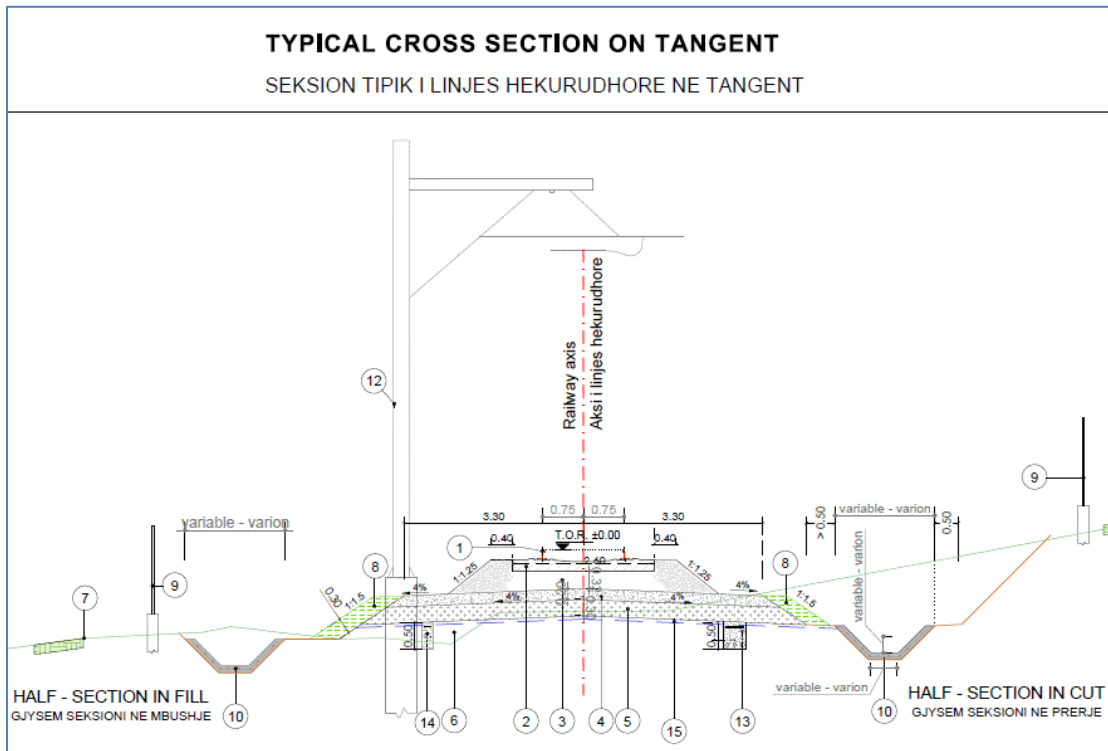 TYPICAL CROSS SECTION ON TANGENT
SEKSION TIPIK I LINJES HEKURUDHORE NE TANGENT
Railway axis
Aksi i linjes hekurudhore
12
9
0.75 0.75
variable - varion
3.30
3.30
> 0.50
variable - varion
0.50
1
0.40
T.O.R. ±0.00
0.40
8
1:1.25
1:1.25
8
9
4%
4%
0.30
1:1.5
4%
4%
1:1.5
variable - varion
7
0.50
0.50
HALF - SECTION IN FILL
GJYSEM SEKSIONI NE MBUSHJE
10
14
6
2
3
4
5
15
13
variable - varion
10
HALF - SECTION IN CUT
GJYSEM SEKSIONI NE PRERJE